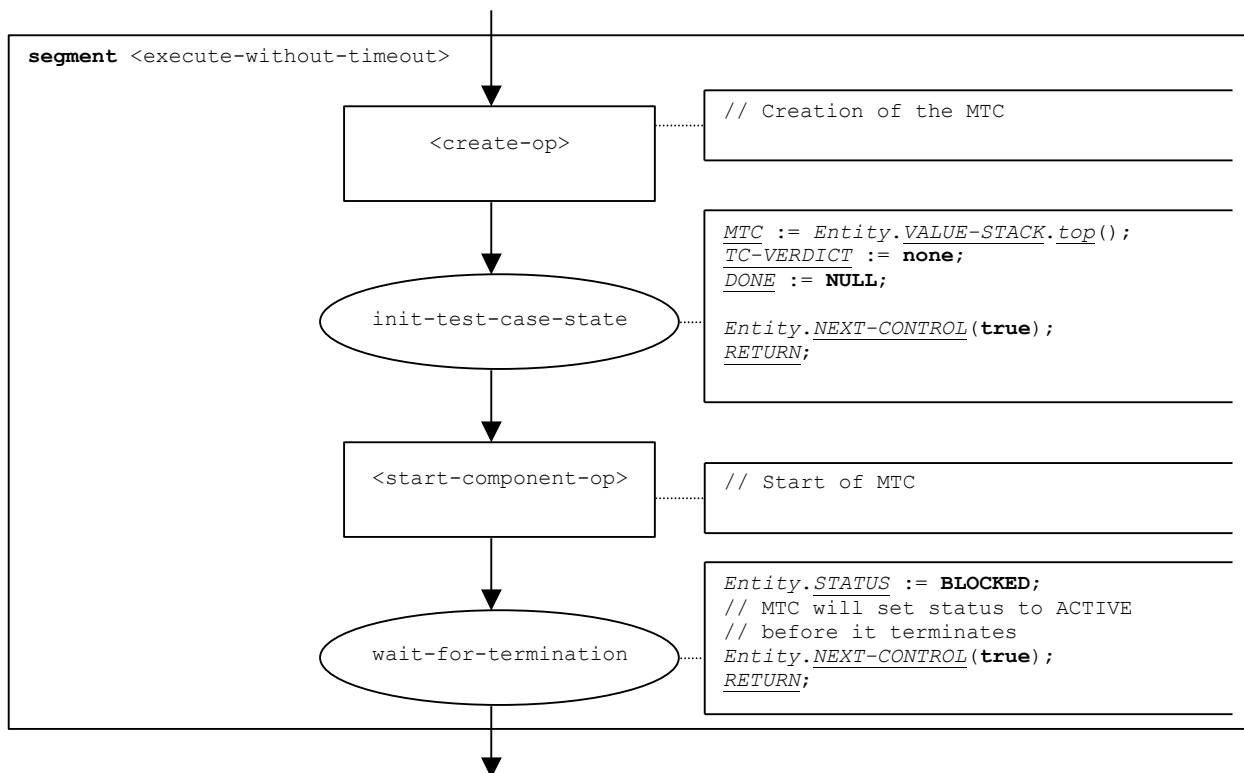 segment <execute-without-timeout>
<create-op>
// Creation of the MTC
MTC := Entity.VALUE-STACK.top();
TC-VERDICT := none;
DONE := NULL;
init-test-case-state
Entity.NEXT-CONTROL(true);
RETURN;
<start-component-op>
// Start of MTC
Entity.STATUS := BLOCKED;
// MTC will set status to ACTIVE
// before it terminates
wait-for-termination
Entity.NEXT-CONTROL(true);
RETURN;